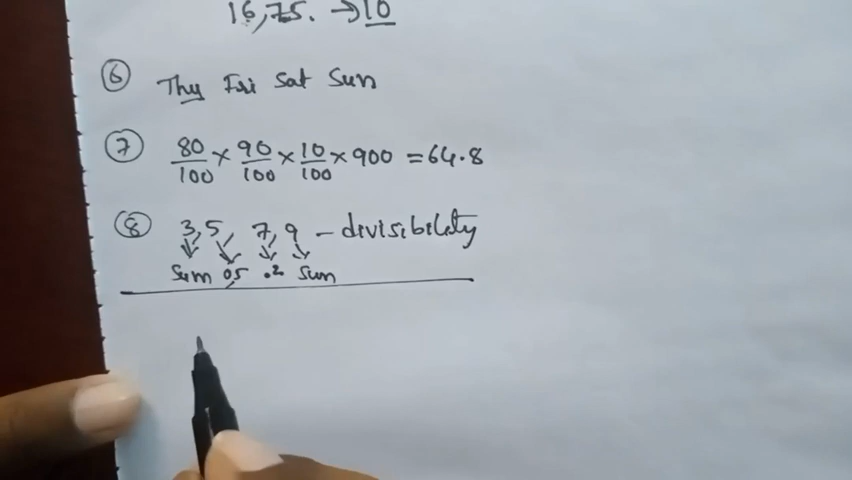 16,75. →10
⑥ Thy Fri Sat Sun
⑦ 80/100 × 90/100 × 10/100 × 900 = 64.8
⑧ 3,5, 7,9 – divisibility
Sum 0,5 .2 Sum